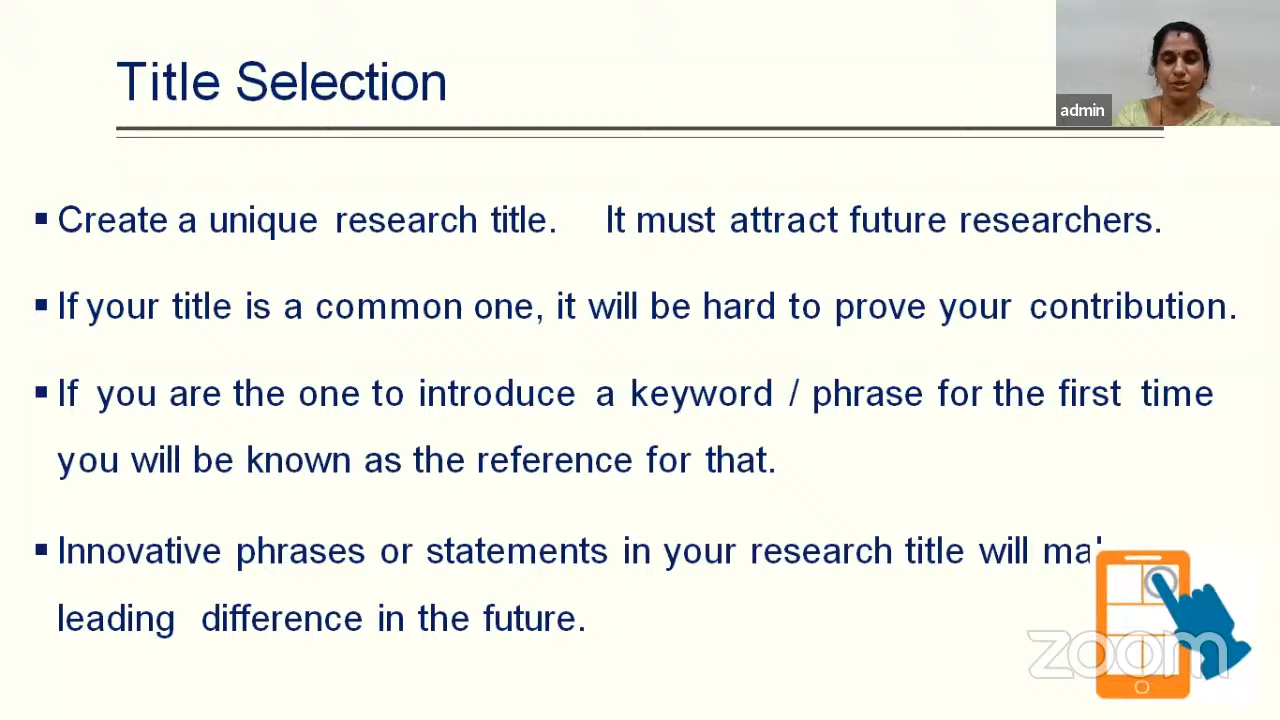 Title Selection
admin
▪ Create a unique research title. It must attract future researchers.
▪ If your title is a common one, it will be hard to prove your contribution.
▪ If you are the one to introduce a keyword / phrase for the first time
you will be known as the reference for that.
▪ Innovative phrases or statements in your research title will
leading difference in the future.
zoom